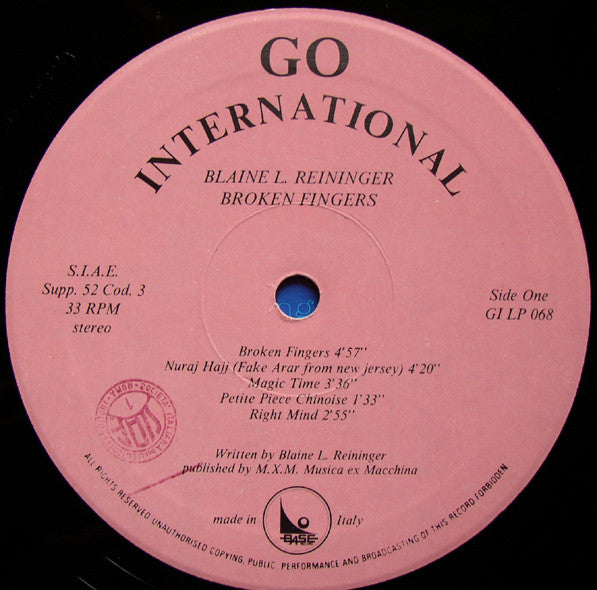 GO
INTERNATIONAL
BLAINE L. REININGER
BROKEN FINGERS
S.I.A.E.
Supp. 52 Cod. 3
33 RPM
stereo
Side One
GI LP 068
Broken Fingers 4'57''
Nuraj Hajj (Fake Arar from new jersey) 4'20''
Magic Time 3'36''
Petite Piece Chinoise 1'33''
Right Mind 2'55''
Written by Blaine L. Reininger
published by M.X.M. Musica ex Macchina
made in
BASE
Italy
ALL RIGHTS RESERVED. UNAUTHORISED COPYING, PUBLIC PERFORMANCE AND BROADCASTING OF THIS RECORD FORBIDDEN